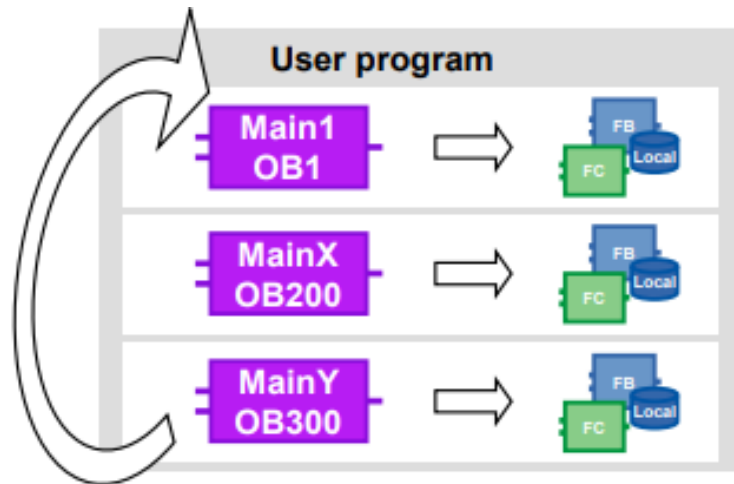 User program
Main1
OB1
FB
Local
FC
MainX
OB200
FB
Local
FC
MainY
OB300
FB
Local
FC